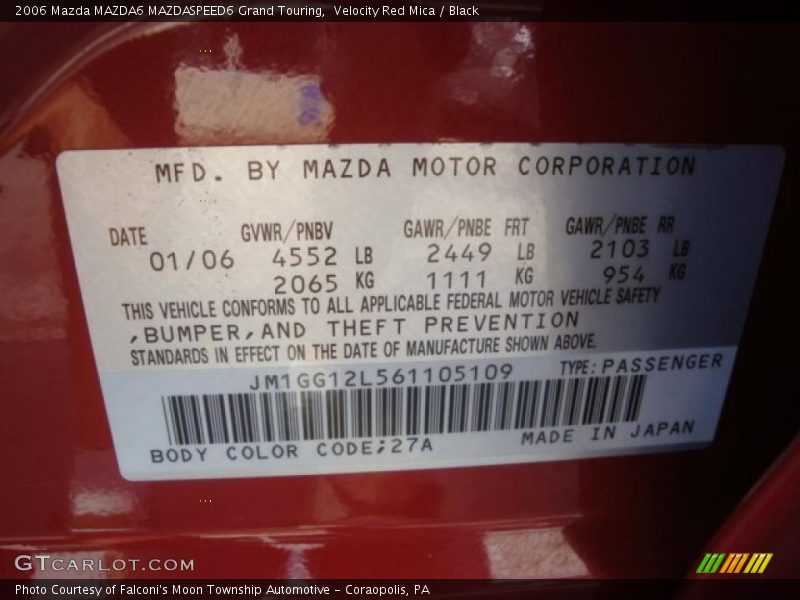 2006 Mazda MAZDA6 MAZDASPEED6 Grand Touring,  Velocity Red Mica / Black
MFD. BY MAZDA MOTOR CORPORATION
DATE GVWR/PNBV GAWR/PNBE FRT GAWR/PNBE RR
01/06 4552 LB 2449 LB 2103 LB
2065 KG 1111 KG 954 KG
THIS VEHICLE CONFORMS TO ALL APPLICABLE FEDERAL MOTOR VEHICLE SAFETY
,BUMPER,AND THEFT PREVENTION
STANDARDS IN EFFECT ON THE DATE OF MANUFACTURE SHOWN ABOVE.
JM1GG12L561105109 TYPE:PASSENGER
BODY COLOR CODE;27A MADE IN JAPAN
GTCARLOT.COM
Photo Courtesy of Falconi's Moon Township Automotive - Coraopolis, PA